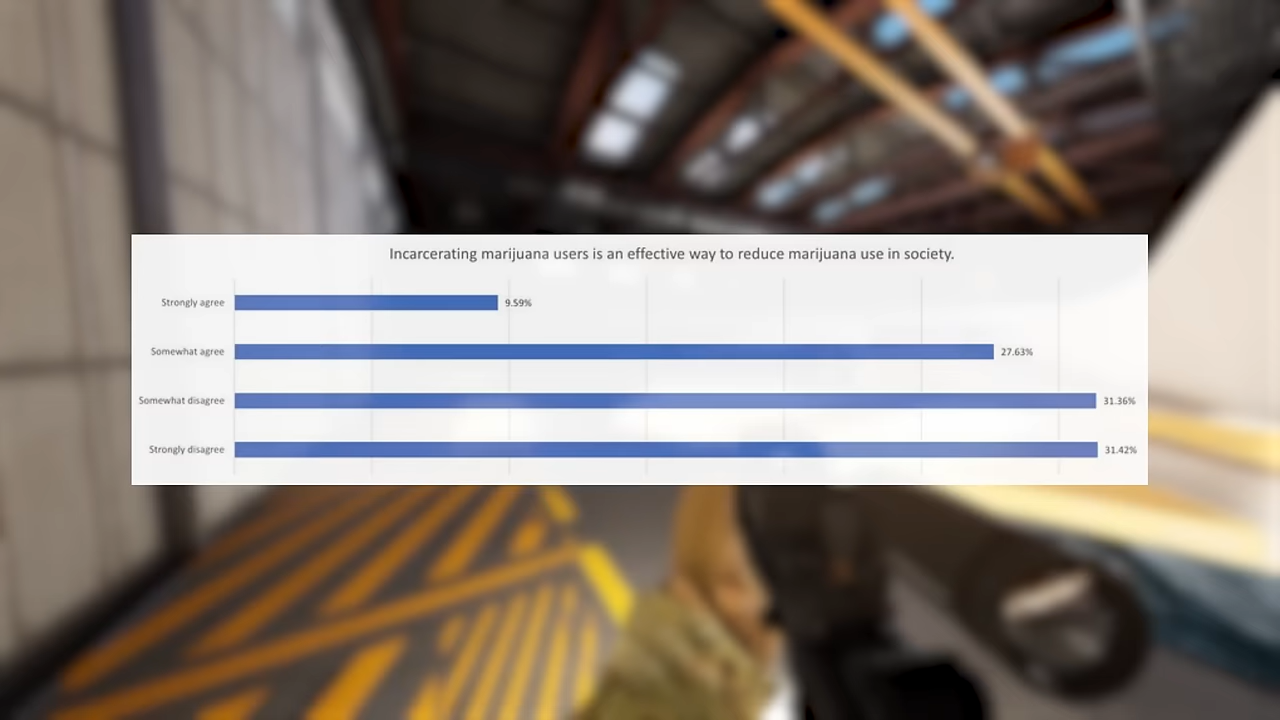 Incarcerating marijuana users is an effective way to reduce marijuana use in society.
Strongly agree 9.59%
Somewhat agree 27.63%
Somewhat disagree 31.36%
Strongly disagree 31.42%